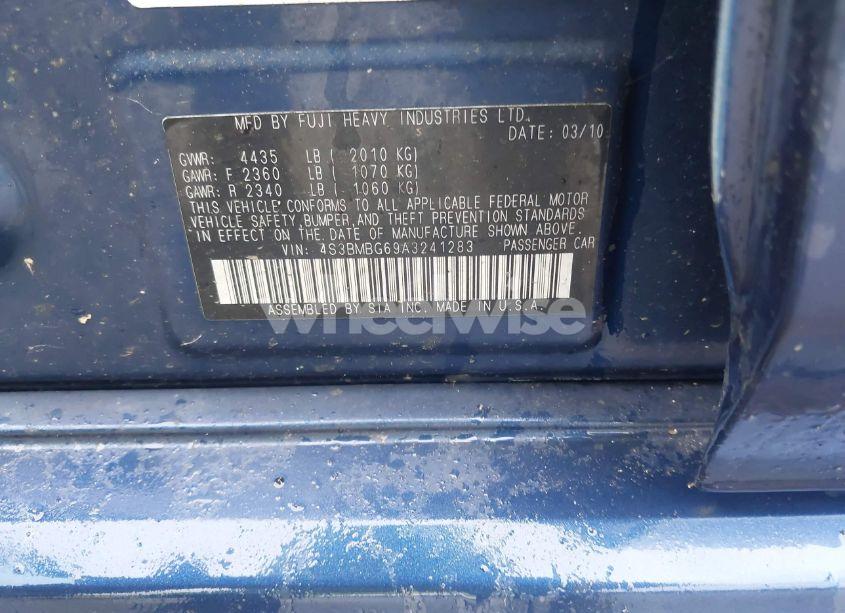 MFD BY FUJI HEAVY INDUSTRIES LTD.
DATE: 03/10
GVWR: 4435 LB ( 2010 KG)
GAWR: F 2360 LB ( 1070 KG)
GAWR: R 2340 LB ( 1060 KG)
THIS VEHICLE CONFORMS TO ALL APPLICABLE FEDERAL MOTOR
VEHICLE SAFETY, BUMPER, AND THEFT PREVENTION STANDARDS
IN EFFECT ON THE DATE OF MANUFACTURE SHOWN ABOVE.
VIN: 4S3BMBG69A3241283 PASSENGER CAR
ASSEMBLED BY SIA INC. MADE IN U.S.A.
wheelwise